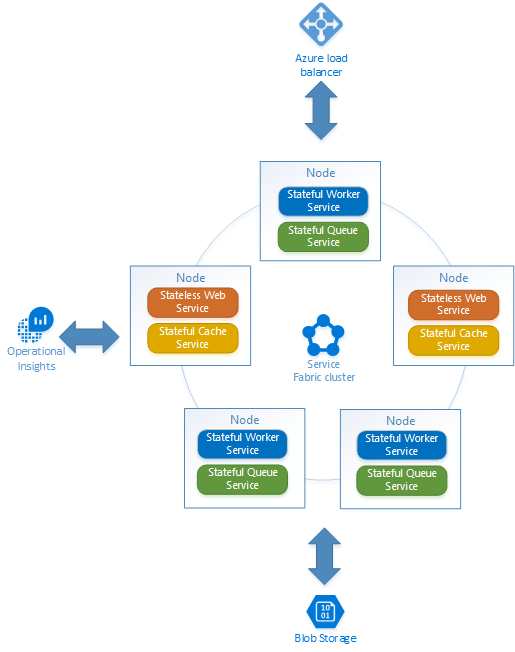 Azure load
balancer
Node
Stateful Worker
Service
Stateful Queue
Service
Node
Stateless Web
Service
Stateful Cache
Service
Node
Stateless Web
Service
Stateful Cache
Service
Operational
Insights
Service
Fabric cluster
Node
Stateful Worker
Service
Stateful Queue
Service
Node
Stateful Worker
Service
Stateful Queue
Service
10
01
Blob Storage